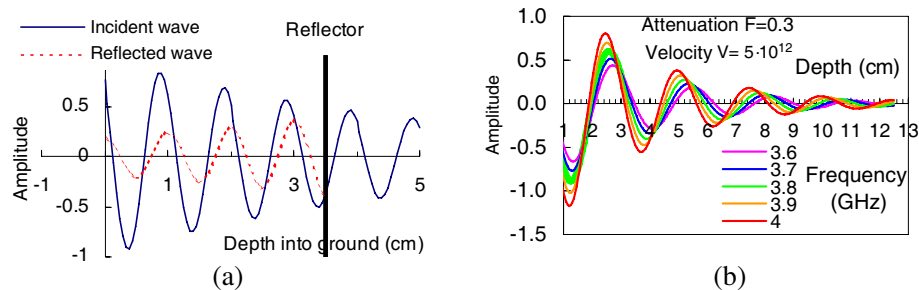 Incident wave
Reflected wave
Reflector
Amplitude
0.5
0
-0.5
-1
-1
1
3
5
Depth into ground (cm)
(a)
Amplitude
1.0
0.5
0.0
-0.5
-1.0
-1.5
Attenuation F=0.3
Velocity V= 5·10¹²
Depth (cm)
1 2 3 4 5 6 7 8 9 10 11 12 13
3.6
3.7
3.8
3.9
4
Frequency
(GHz)
(b)